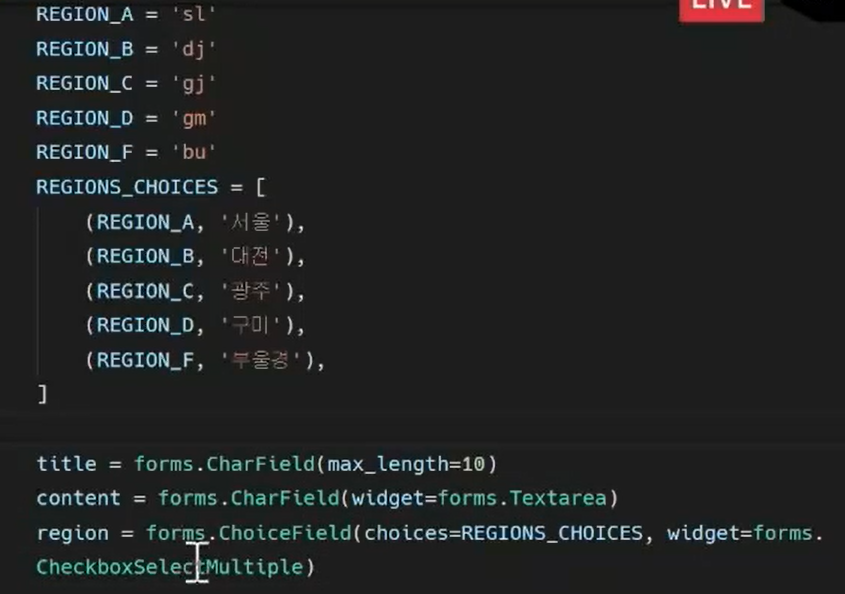 LIVE
REGION_A = 'sl'
REGION_B = 'dj'
REGION_C = 'gj'
REGION_D = 'gm'
REGION_F = 'bu'
REGIONS_CHOICES = [
    (REGION_A, '서울'),
    (REGION_B, '대전'),
    (REGION_C, '광주'),
    (REGION_D, '구미'),
    (REGION_F, '부울경'),
]
title = forms.CharField(max_length=10)
content = forms.CharField(widget=forms.Textarea)
region = forms.ChoiceField(choices=REGIONS_CHOICES, widget=forms.
CheckboxSelectMultiple)